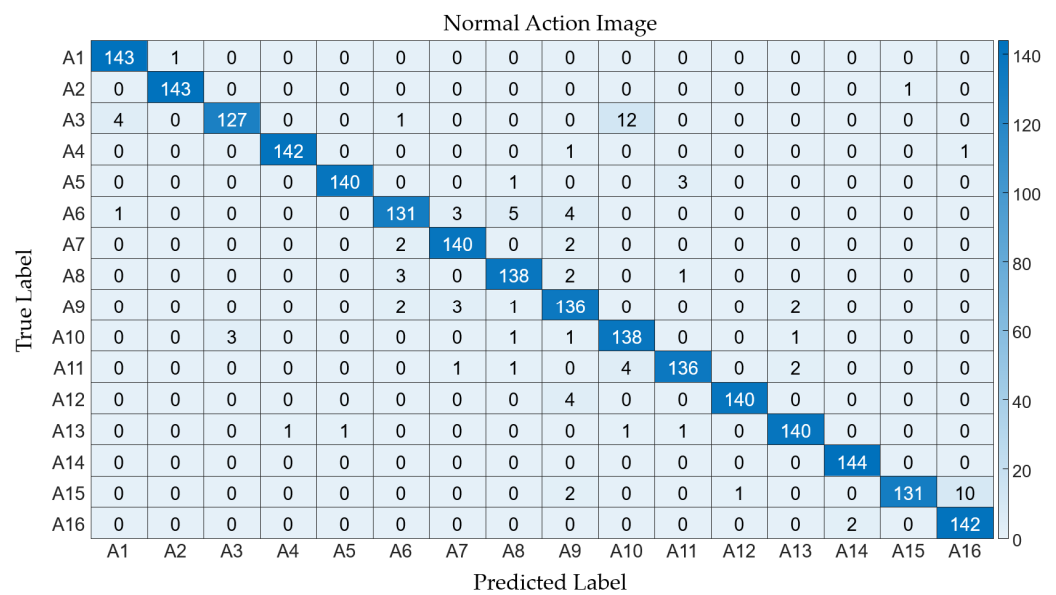 Normal Action Image
A1 143 1 0 0 0 0 0 0 0 0 0 0 0 0 0 0
A2 0 143 0 0 0 0 0 0 0 0 0 0 0 0 1 0
A3 4 0 127 0 0 1 0 0 0 12 0 0 0 0 0 0
A4 0 0 0 142 0 0 0 0 1 0 0 0 0 0 0 1
A5 0 0 0 0 140 0 0 1 0 0 3 0 0 0 0 0
A6 1 0 0 0 0 131 3 5 4 0 0 0 0 0 0 0
A7 0 0 0 0 0 2 140 0 2 0 0 0 0 0 0 0
A8 0 0 0 0 0 3 0 138 2 0 1 0 0 0 0 0
A9 0 0 0 0 0 2 3 1 136 0 0 0 2 0 0 0
A10 0 0 3 0 0 0 0 1 1 138 0 0 1 0 0 0
A11 0 0 0 0 0 0 1 1 0 4 136 0 2 0 0 0
A12 0 0 0 0 0 0 0 0 4 0 0 140 0 0 0 0
A13 0 0 0 1 1 0 0 0 0 1 1 0 140 0 0 0
A14 0 0 0 0 0 0 0 0 0 0 0 0 0 144 0 0
A15 0 0 0 0 0 0 0 0 2 0 0 1 0 0 131 10
A16 0 0 0 0 0 0 0 0 0 0 0 0 0 2 0 142
A1 A2 A3 A4 A5 A6 A7 A8 A9 A10 A11 A12 A13 A14 A15 A16
True Label
Predicted Label
140
120
100
80
60
40
20
0